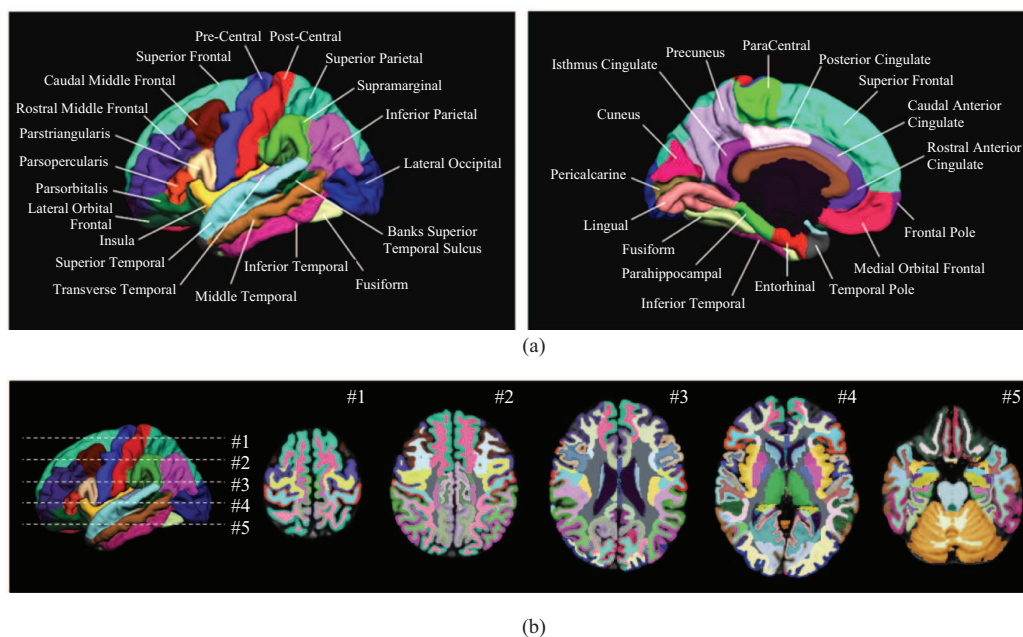 Pre-Central
Post-Central
Superior Frontal
Superior Parietal
Caudal Middle Frontal
Supramarginal
Rostral Middle Frontal
Inferior Parietal
Parstriangularis
Parsopercularis
Lateral Occipital
Parsorbitalis
Lateral Orbital
Frontal
Insula
Banks Superior
Temporal Sulcus
Superior Temporal
Inferior Temporal
Fusiform
Transverse Temporal
Middle Temporal
ParaCentral
Precuneus
Posterior Cingulate
Isthmus Cingulate
Superior Frontal
Cuneus
Caudal Anterior
Cingulate
Rostral Anterior
Cingulate
Pericalcarine
Lingual
Frontal Pole
Fusiform
Medial Orbital Frontal
Parahippocampal
Entorhinal
Temporal Pole
Inferior Temporal
(a)
#1
#2
#3
#4
#5
#1
#2
#3
#4
#5
(b)